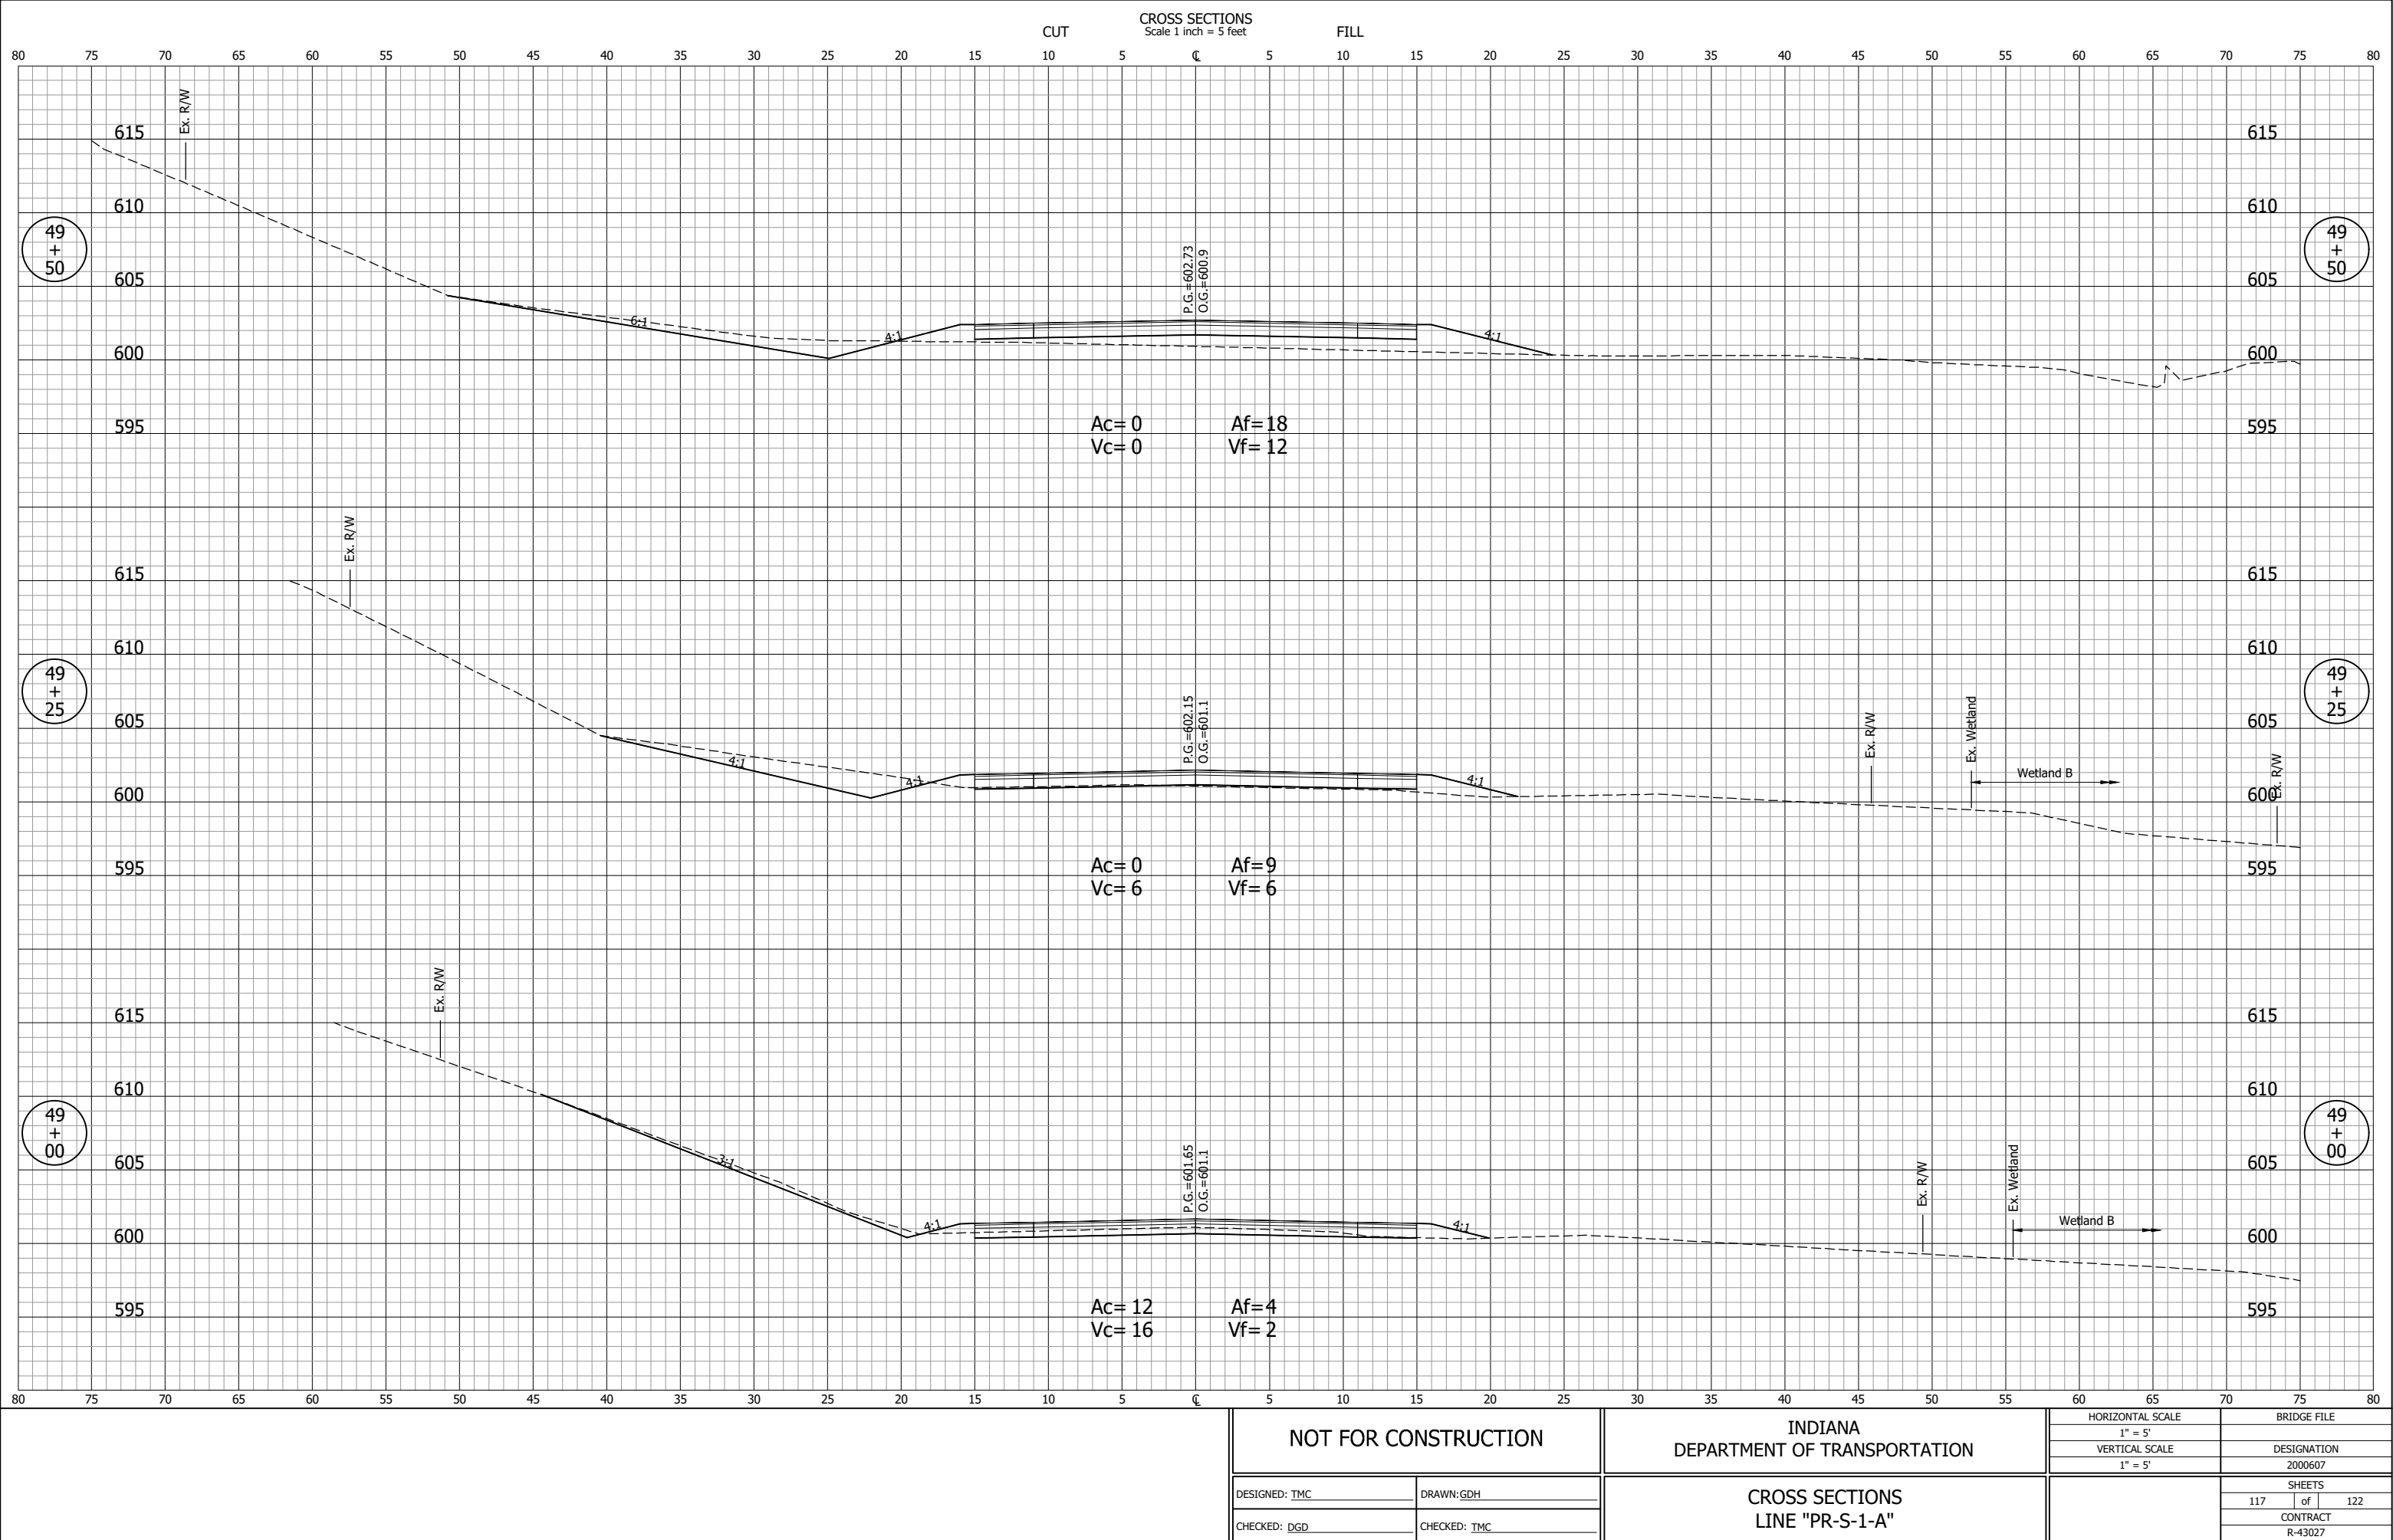 CROSS SECTIONS
CUT Scale 1 inch = 5 feet FILL
80 75 70 65 60 55 50 45 40 35 30 25 20 15 10 5 ℄ 5 10 15 20 25 30 35 40 45 50 55 60 65 70 75 80
Ex. R/W
615 615
610 610
49 + 50 49 + 50
P.G.=602.73
O.G.=600.9
605 605
6:1 4:1 4:1
600 600
Ac= 0 Af=18
595 595
Vc= 0 Vf= 12
Ex. R/W
615 615
610 610
49 + 25 49 + 25
P.G.=602.15
O.G.=601.1
Ex. R/W
Ex. Wetland
605 605
4:1 4:1 4:1
Wetland B
Ex. R/W
600 600
Ac= 0 Af=9
595 595
Vc= 6 Vf= 6
Ex. R/W
615 615
610 610
49 + 00 49 + 00
P.G.=601.65
O.G.=601.1
Ex. R/W
Ex. Wetland
605 605
3:1 4:1 4:1
Wetland B
600 600
Ac= 12 Af=4
595 595
Vc= 16 Vf= 2
80 75 70 65 60 55 50 45 40 35 30 25 20 15 10 5 ℄ 5 10 15 20 25 30 35 40 45 50 55 60 65 70 75 80
NOT FOR CONSTRUCTION
DESIGNED: TMC DRAWN:GDH
CHECKED: DGD CHECKED: TMC
INDIANA
DEPARTMENT OF TRANSPORTATION
CROSS SECTIONS
LINE "PR-S-1-A"
HORIZONTAL SCALE BRIDGE FILE
1" = 5'
VERTICAL SCALE DESIGNATION
1" = 5' 2000607
SHEETS
117 of 122
CONTRACT
R-43027